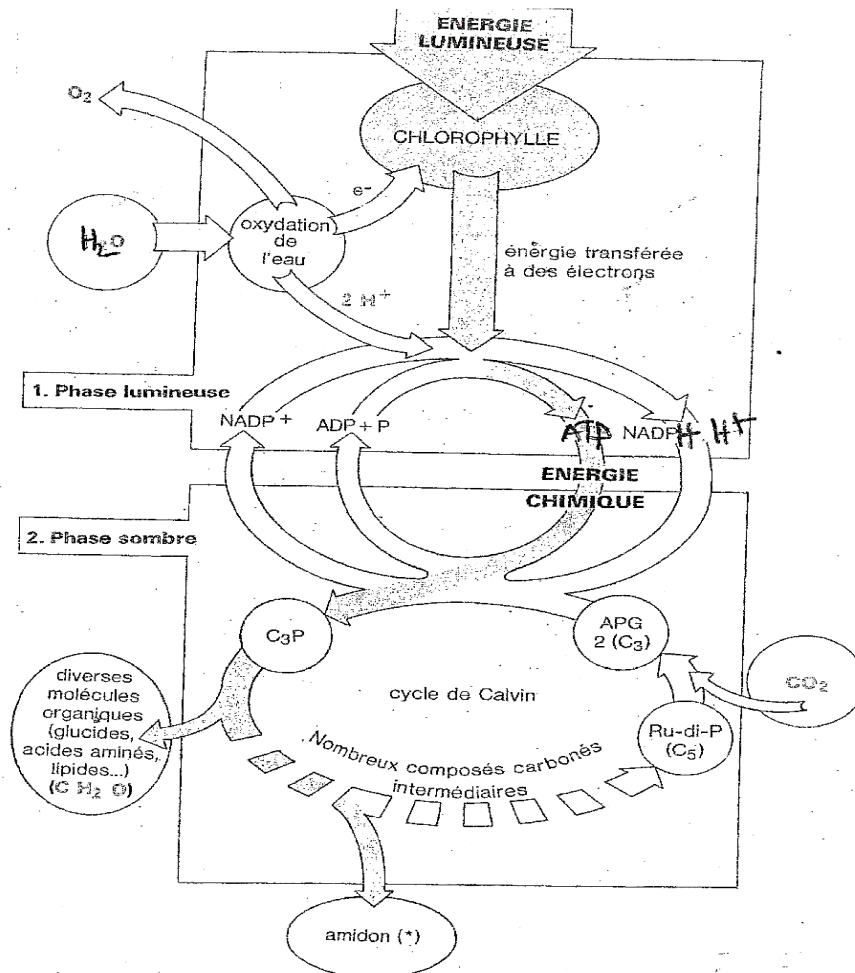 ENERGIE
LUMINEUSE
O₂
CHLOROPHYLLE
e-
H₂O
oxydation
de
l'eau
énergie transférée
à des électrons
2 H⁺
1. Phase lumineuse
NADP +
ADP + P
ATP
NADPH H+
ENERGIE
CHIMIQUE
2. Phase sombre
C₃P
APG
2 (C₃)
diverses
molécules
organiques
(glucides,
acides aminés,
lipides...)
(C H₂ O)
cycle de Calvin
CO₂
Ru-di-P
(C₅)
Nombreux composés carbonés
intermédiaires
amidon (*)